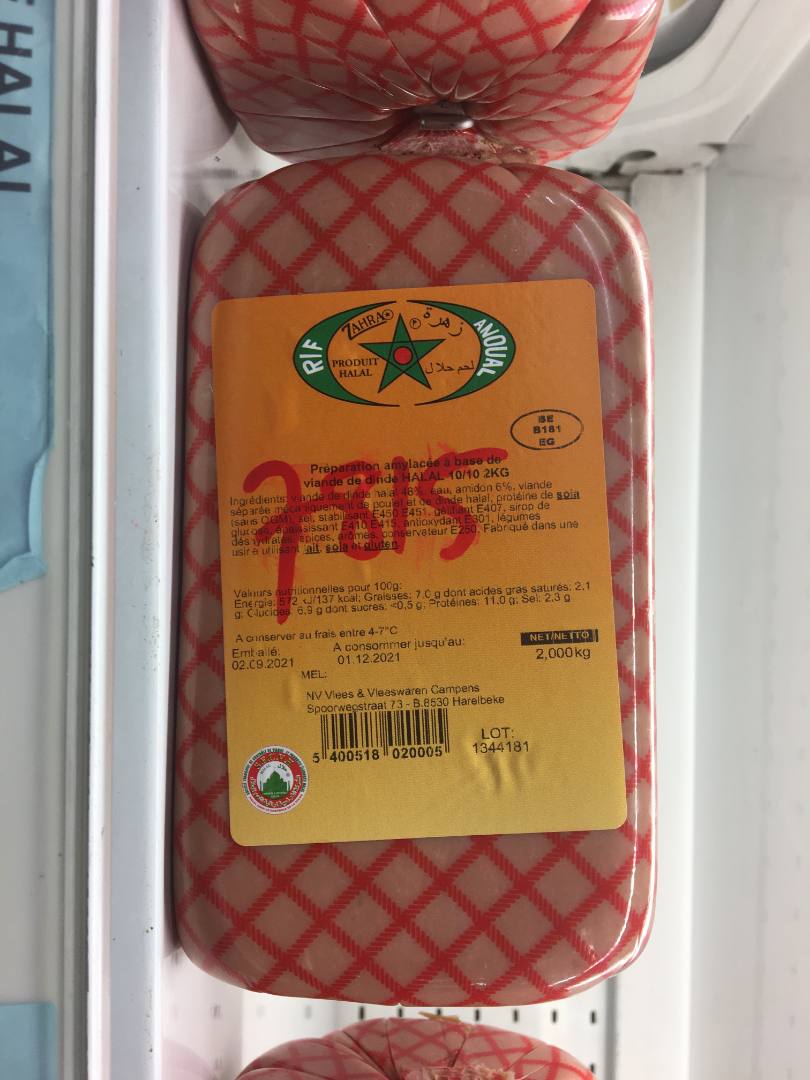 HALAL
RIF
ZAHRA
زهرة
ANOUAL
PRODUIT
HALAL
لحم حلال
BE
B181
EG
Préparation amylacée à base de
viande de dinde HALAL 10/10 2KG
Ingrédients: viande de dinde halal 48%, eau, amidon 6%, viande
séparée mécaniquement de poulet et de dinde halal, protéine de soja
(sans OGM), sel, stabilisant E450 E451, gélifiant E407, sirop de
glucose, épaississant E410 E415, antioxydant E301, légumes
déshydratés, épices, arômes, conservateur E250. Fabriqué dans une
usine utilisant lait, soja et gluten.
Valeurs nutritionnelles pour 100g:
Energie: 572 kJ/137 kcal; Graisses: 7,0 g dont acides gras saturés: 2,1
g; Glucides: 6,9 g dont sucres: <0,5 g; Protéines: 11,0 g; Sel: 2,3 g
A conserver au frais entre 4-7°C
Emballé:
02.09.2021
A consommer jusqu'au:
01.12.2021
NET/NETTO
2,000kg
MEL:
NV Vlees & Vleeswaren Campens
Spoorwegstraat 73 - B.8530 Harelbeke
5 400518 020005
LOT:
1344181